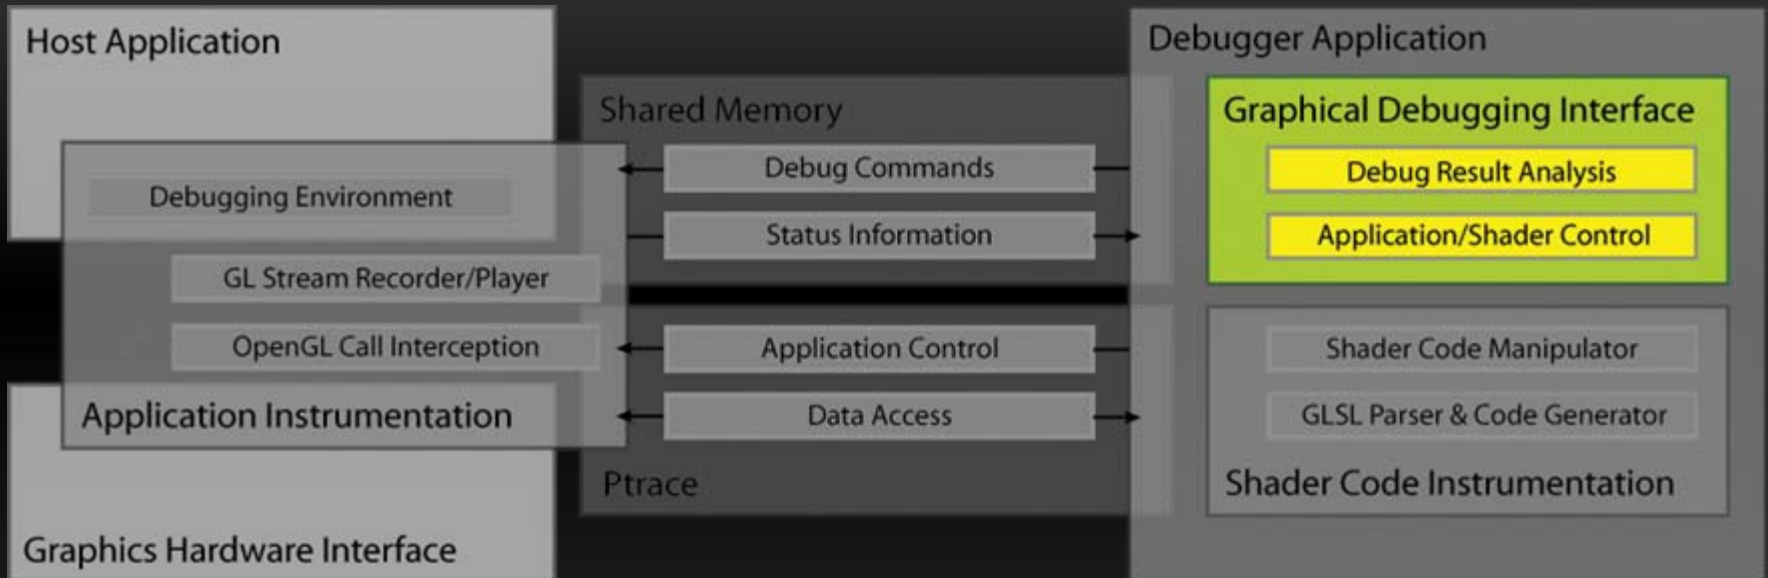 Host Application
Debugging Environment
GL Stream Recorder/Player
OpenGL Call Interception
Application Instrumentation
Graphics Hardware Interface
Shared Memory
Debug Commands
Status Information
Application Control
Data Access
Ptrace
Debugger Application
Graphical Debugging Interface
Debug Result Analysis
Application/Shader Control
Shader Code Manipulator
GLSL Parser & Code Generator
Shader Code Instrumentation